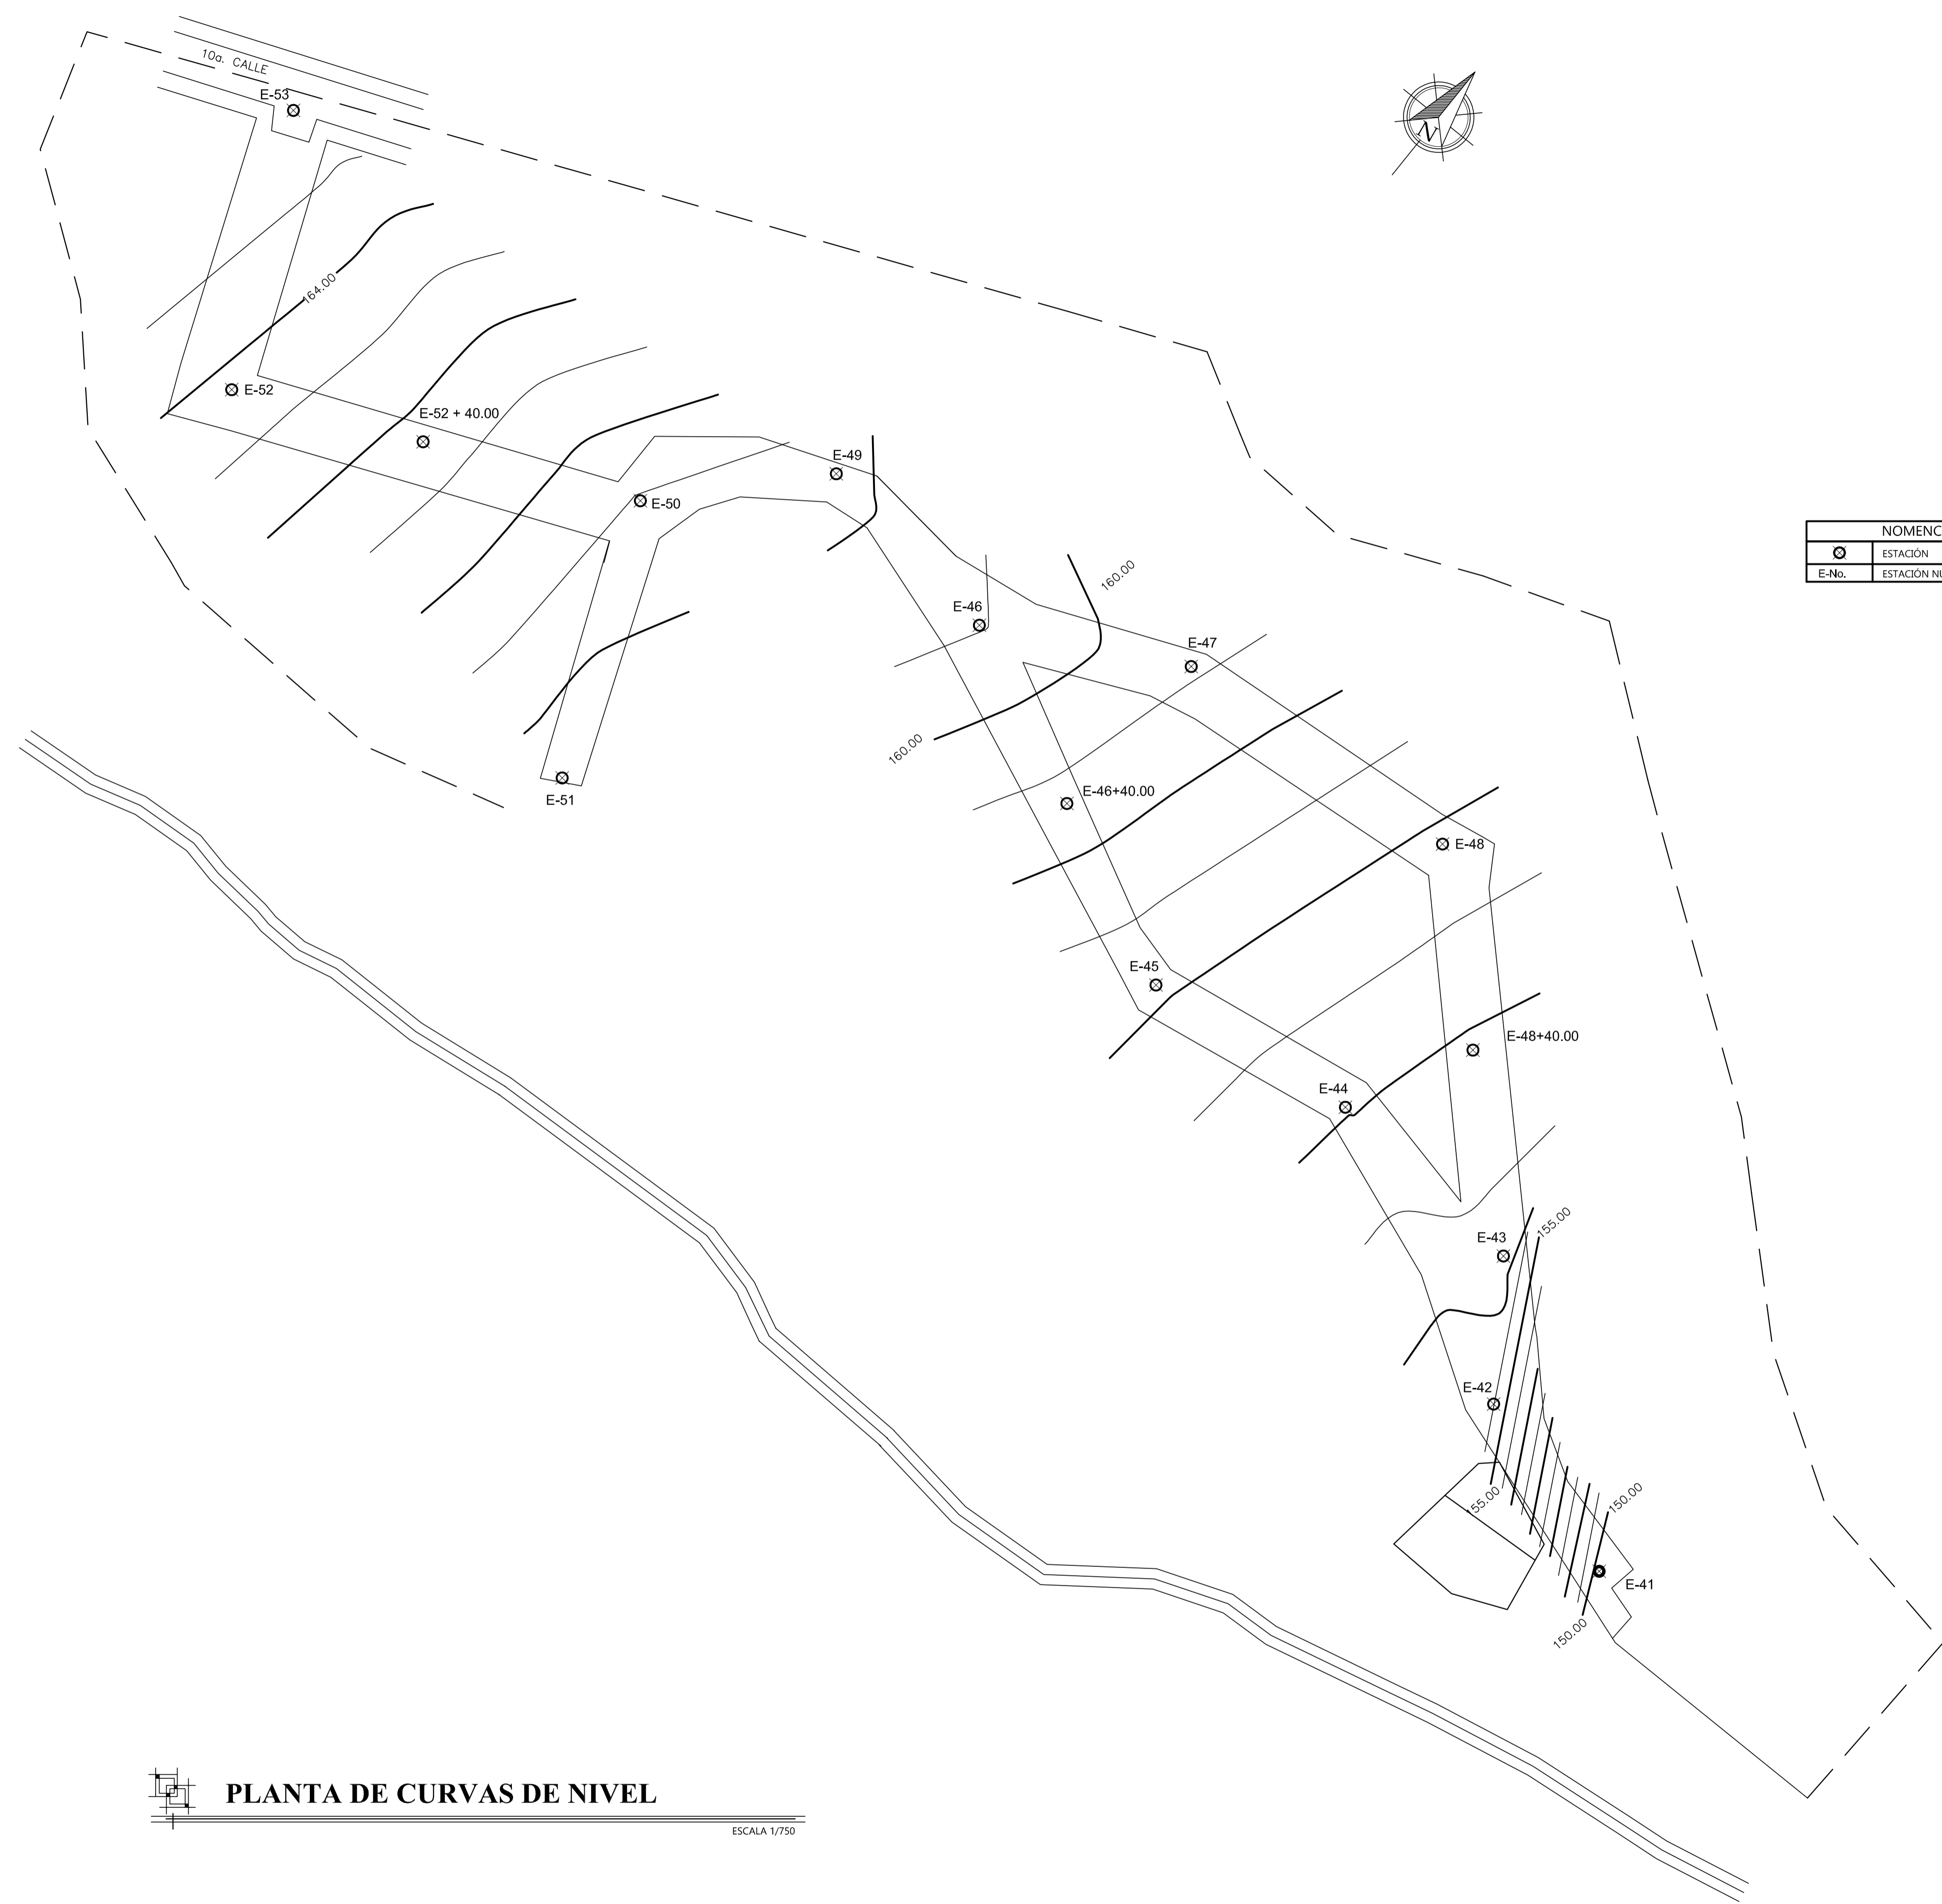 10a. CALLE
E-53
N
164.00
E-52
E-52 + 40.00
E-49
E-50
NOMENC
ESTACIÓN
E-No.
ESTACIÓN NU
160.00
E-46
E-47
160.00
E-46+40.00
E-51
E-48
E-45
E-48+40.00
E-44
155.00
E-43
E-42
155.00
150.00
E-41
150.00
PLANTA DE CURVAS DE NIVEL
ESCALA 1/750